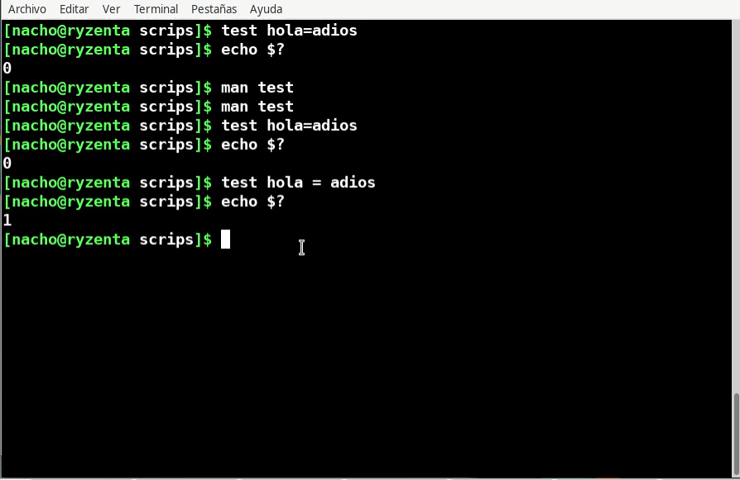 Archivo Editar Ver Terminal Pestañas Ayuda
[nacho@ryzenta scrips]$ test hola=adios
[nacho@ryzenta scrips]$ echo $?
0
[nacho@ryzenta scrips]$ man test
[nacho@ryzenta scrips]$ man test
[nacho@ryzenta scrips]$ test hola=adios
[nacho@ryzenta scrips]$ echo $?
0
[nacho@ryzenta scrips]$ test hola = adios
[nacho@ryzenta scrips]$ echo $?
1
[nacho@ryzenta scrips]$